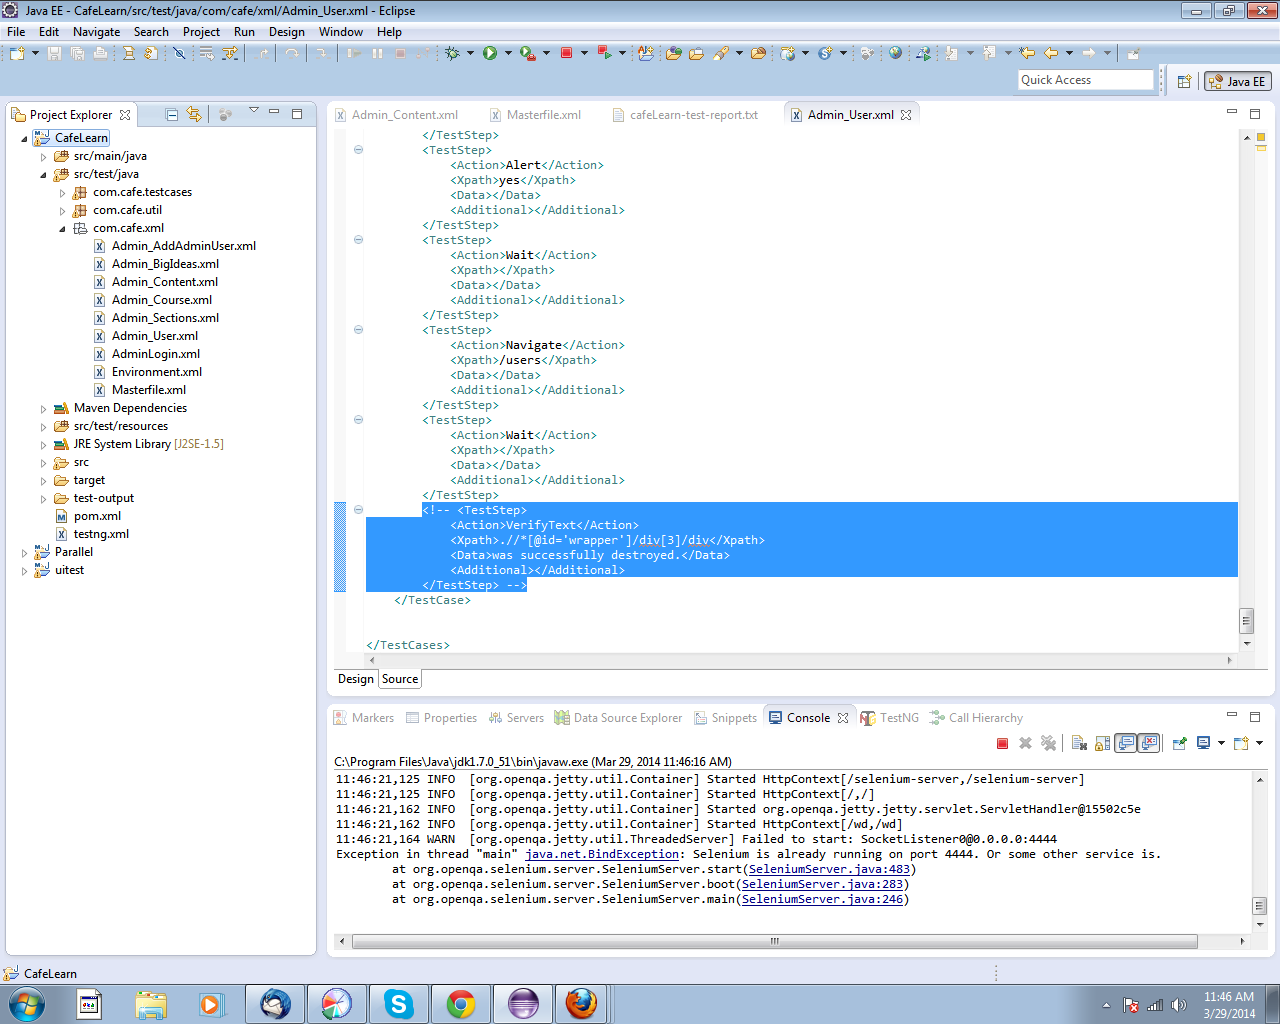 Java EE - CafeLearn/src/test/java/com/cafe/xml/Admin_User.xml - Eclipse
File Edit Navigate Search Project Run Design Window Help
Quick Access
Java EE
Project Explorer
CafeLearn
src/main/java
src/test/java
com.cafe.testcases
com.cafe.util
com.cafe.xml
Admin_AddAdminUser.xml
Admin_BigIdeas.xml
Admin_Content.xml
Admin_Course.xml
Admin_Sections.xml
Admin_User.xml
AdminLogin.xml
Environment.xml
Masterfile.xml
Maven Dependencies
src/test/resources
JRE System Library [J2SE-1.5]
src
target
test-output
pom.xml
testng.xml
Parallel
uitest
Admin_Content.xml Masterfile.xml cafeLearn-test-report.txt Admin_User.xml
</TestStep>
<TestStep>
<Action>Alert</Action>
<Xpath>yes</Xpath>
<Data></Data>
<Additional></Additional>
</TestStep>
<TestStep>
<Action>Wait</Action>
<Xpath></Xpath>
<Data></Data>
<Additional></Additional>
</TestStep>
<TestStep>
<Action>Navigate</Action>
<Xpath>/users</Xpath>
<Data></Data>
<Additional></Additional>
</TestStep>
<TestStep>
<Action>Wait</Action>
<Xpath></Xpath>
<Data></Data>
<Additional></Additional>
</TestStep>
<!-- <TestStep>
<Action>VerifyText</Action>
<Xpath>.//*[@id='wrapper']/div[3]/div</Xpath>
<Data>was successfully destroyed.</Data>
<Additional></Additional>
</TestStep> -->
</TestCase>
</TestCases>
Design Source
Markers Properties Servers Data Source Explorer Snippets Console TestNG Call Hierarchy
C:\Program Files\Java\jdk1.7.0_51\bin\javaw.exe (Mar 29, 2014 11:46:16 AM)
11:46:21,125 INFO [org.openqa.jetty.util.Container] Started HttpContext[/selenium-server,/selenium-server]
11:46:21,125 INFO [org.openqa.jetty.util.Container] Started HttpContext[/,/]
11:46:21,162 INFO [org.openqa.jetty.util.Container] Started org.openqa.jetty.jetty.servlet.ServletHandler@15502c5e
11:46:21,162 INFO [org.openqa.jetty.util.Container] Started HttpContext[/wd,/wd]
11:46:21,164 WARN [org.openqa.jetty.util.ThreadedServer] Failed to start: SocketListener0@0.0.0.0:4444
Exception in thread "main" java.net.BindException: Selenium is already running on port 4444. Or some other service is.
at org.openqa.selenium.server.SeleniumServer.start(SeleniumServer.java:483)
at org.openqa.selenium.server.SeleniumServer.boot(SeleniumServer.java:283)
at org.openqa.selenium.server.SeleniumServer.main(SeleniumServer.java:246)
CafeLearn
11:46 AM
3/29/2014